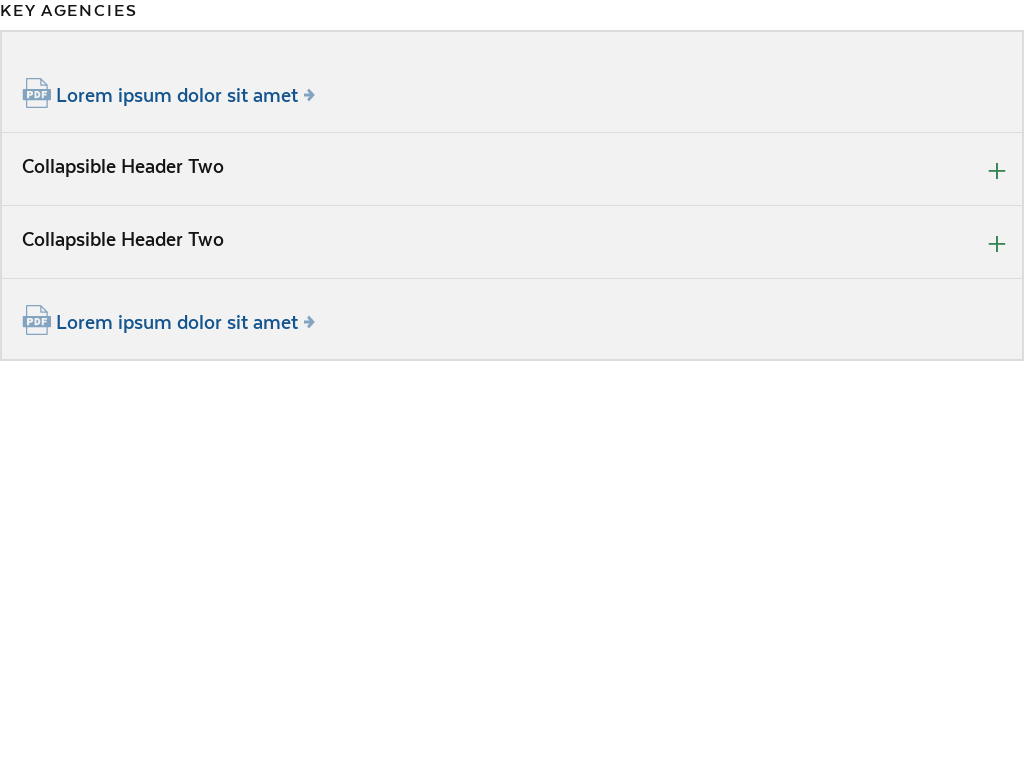 KEY AGENCIES
PDF Lorem ipsum dolor sit amet
Collapsible Header Two
Collapsible Header Two
PDF Lorem ipsum dolor sit amet